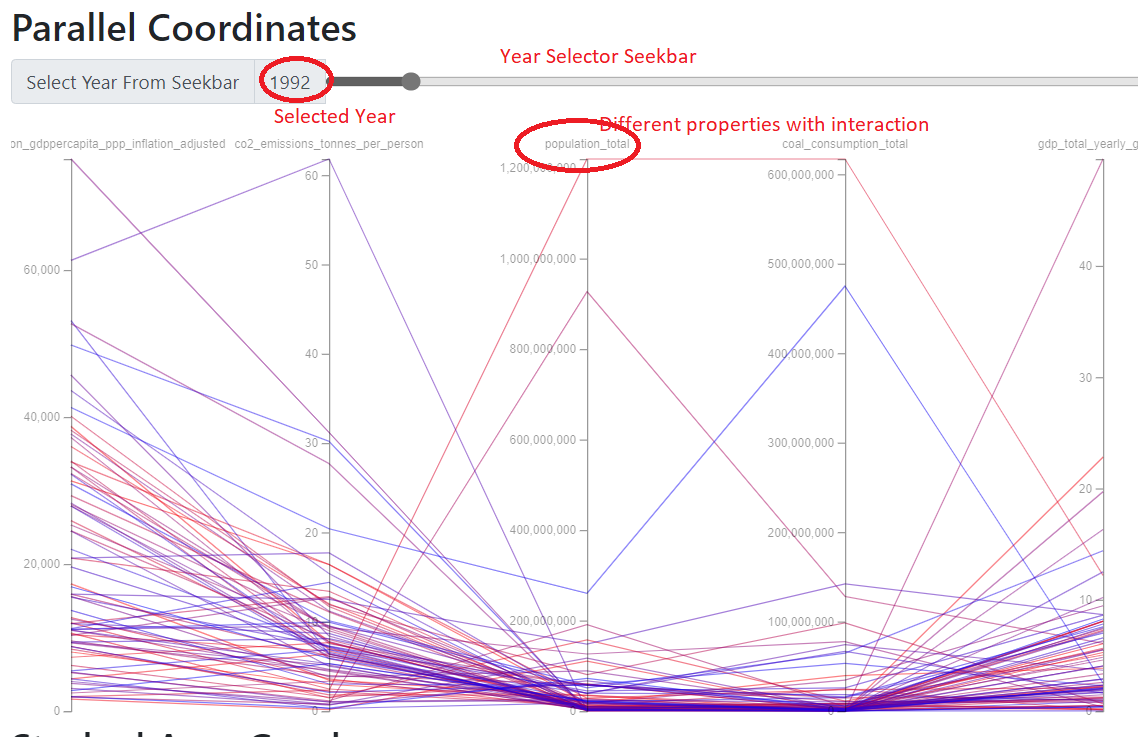 Parallel Coordinates
Year Selector Seekbar
Select Year From Seekbar 1992
Selected Year
Different properties with interaction
on_gdppercapita_ppp_inflation_adjusted co2_emissions_tonnes_per_person population_total coal_consumption_total gdp_total_yearly_g
60 1,200,000,000 600,000,000
60,000 50 1,000,000,000 500,000,000 40
40 800,000,000 400,000,000 30
40,000 30 600,000,000 300,000,000
20 400,000,000 200,000,000 20
20,000
10 200,000,000 100,000,000 10
0 0 0 0 0